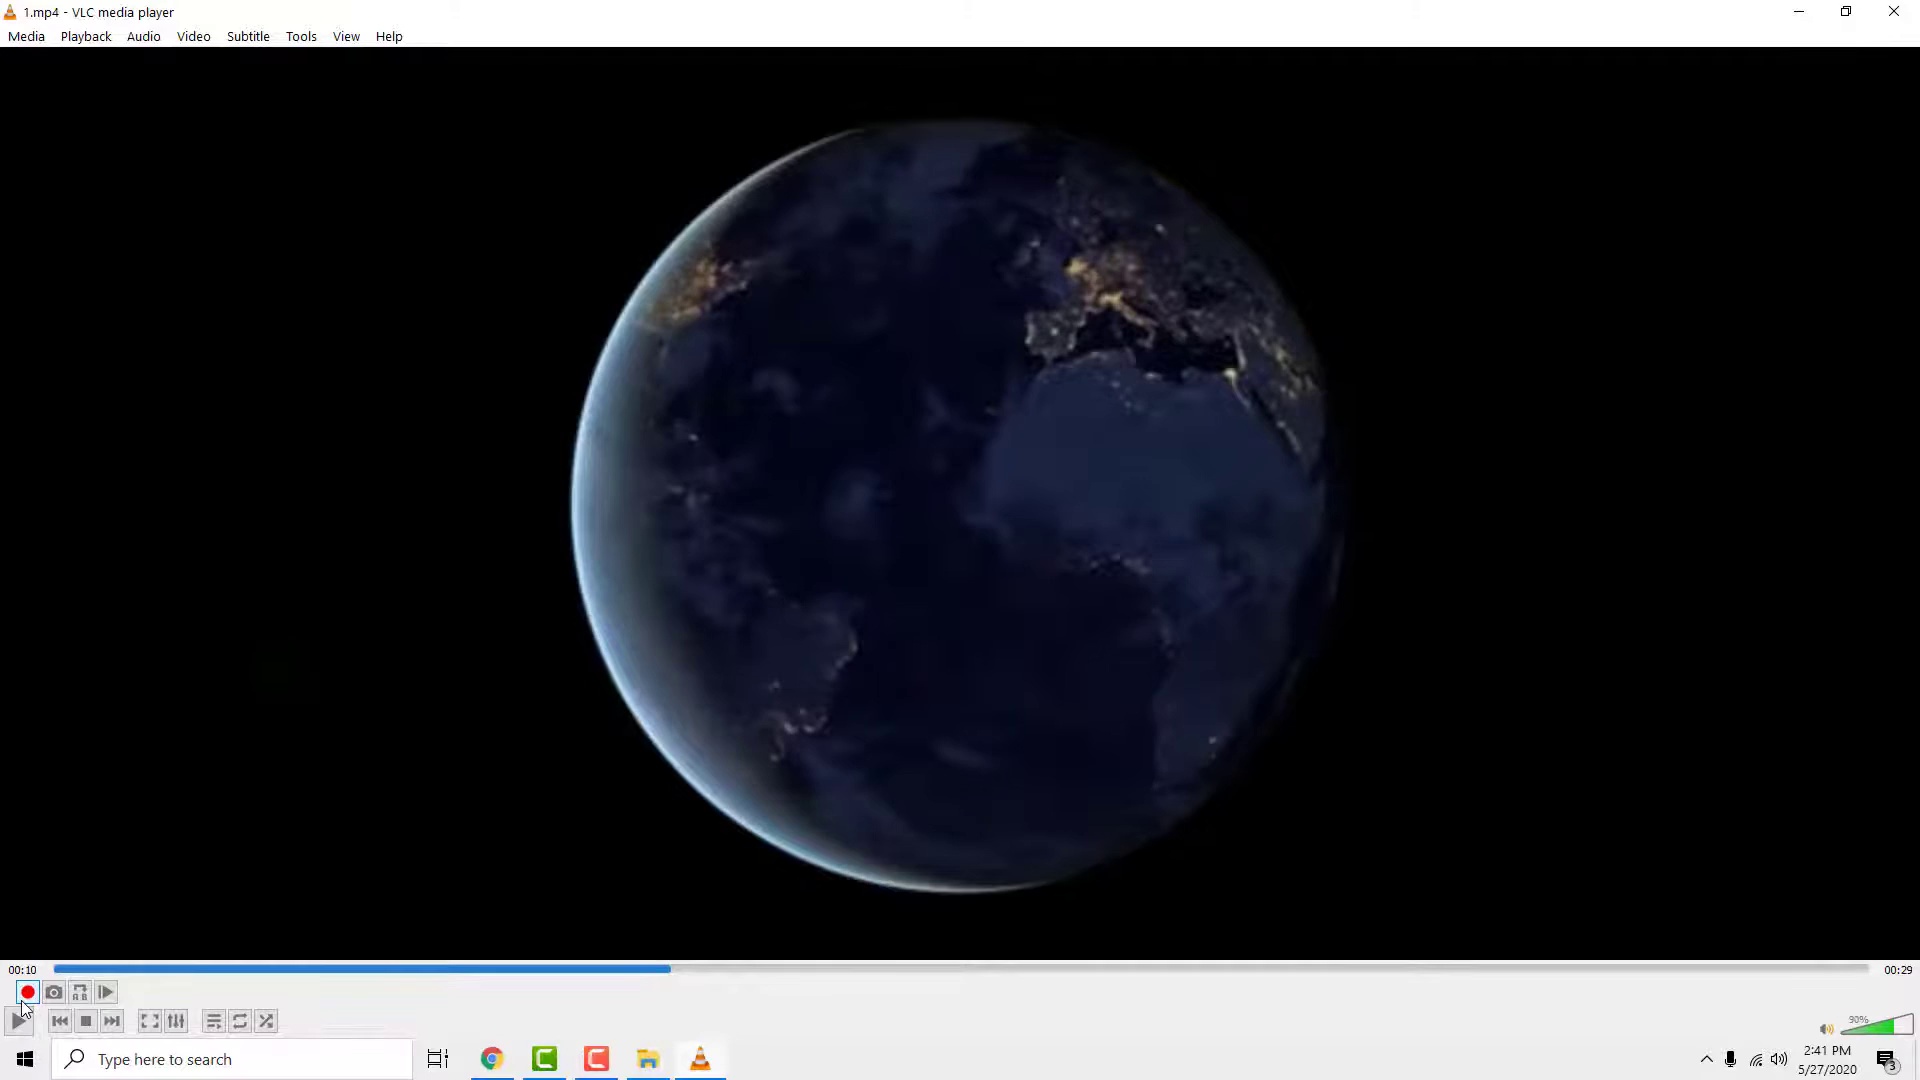 1.mp4 - VLC media player
Media Playback Audio Video Subtitle Tools View Help
00:10 00:29
A B
90%
Type here to search
2:41 PM
5/27/2020
3